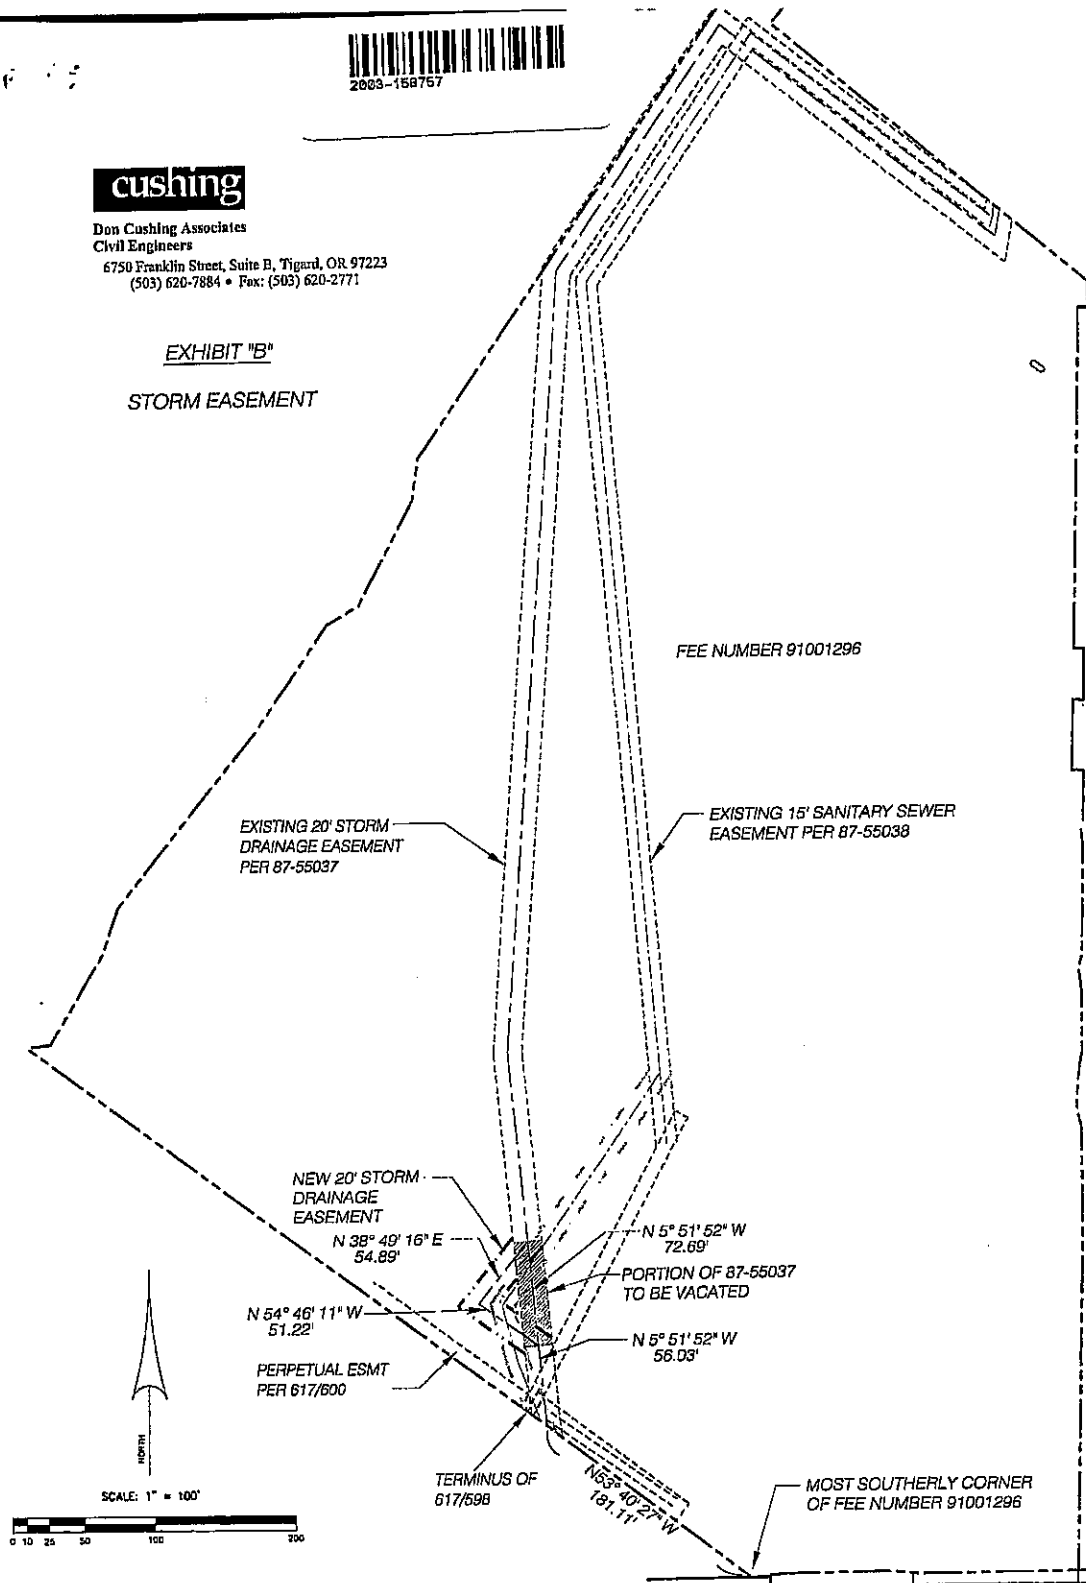 2003-158757
cushing
Don Cushing Associates
Civil Engineers
6750 Franklin Street, Suite B, Tigard, OR 97223
(503) 620-7884 • Fax: (503) 620-2771
EXHIBIT "B"
STORM EASEMENT
FEE NUMBER 91001296
EXISTING 20' STORM
DRAINAGE EASEMENT
PER 87-55037
EXISTING 15' SANITARY SEWER
EASEMENT PER 87-55038
NEW 20' STORM
DRAINAGE
EASEMENT
N 38° 49' 16" E
54.89'
N 5° 51' 52" W
72.69'
PORTION OF 87-55037
TO BE VACATED
N 54° 46' 11" W
51.22'
N 5° 51' 52" W
56.03'
PERPETUAL ESMT
PER 617/600
NORTH
TERMINUS OF
617/598
N53° 40' 27" W
181.11'
MOST SOUTHERLY CORNER
OF FEE NUMBER 91001296
SCALE: 1" = 100'
0 10 25 50 100 200